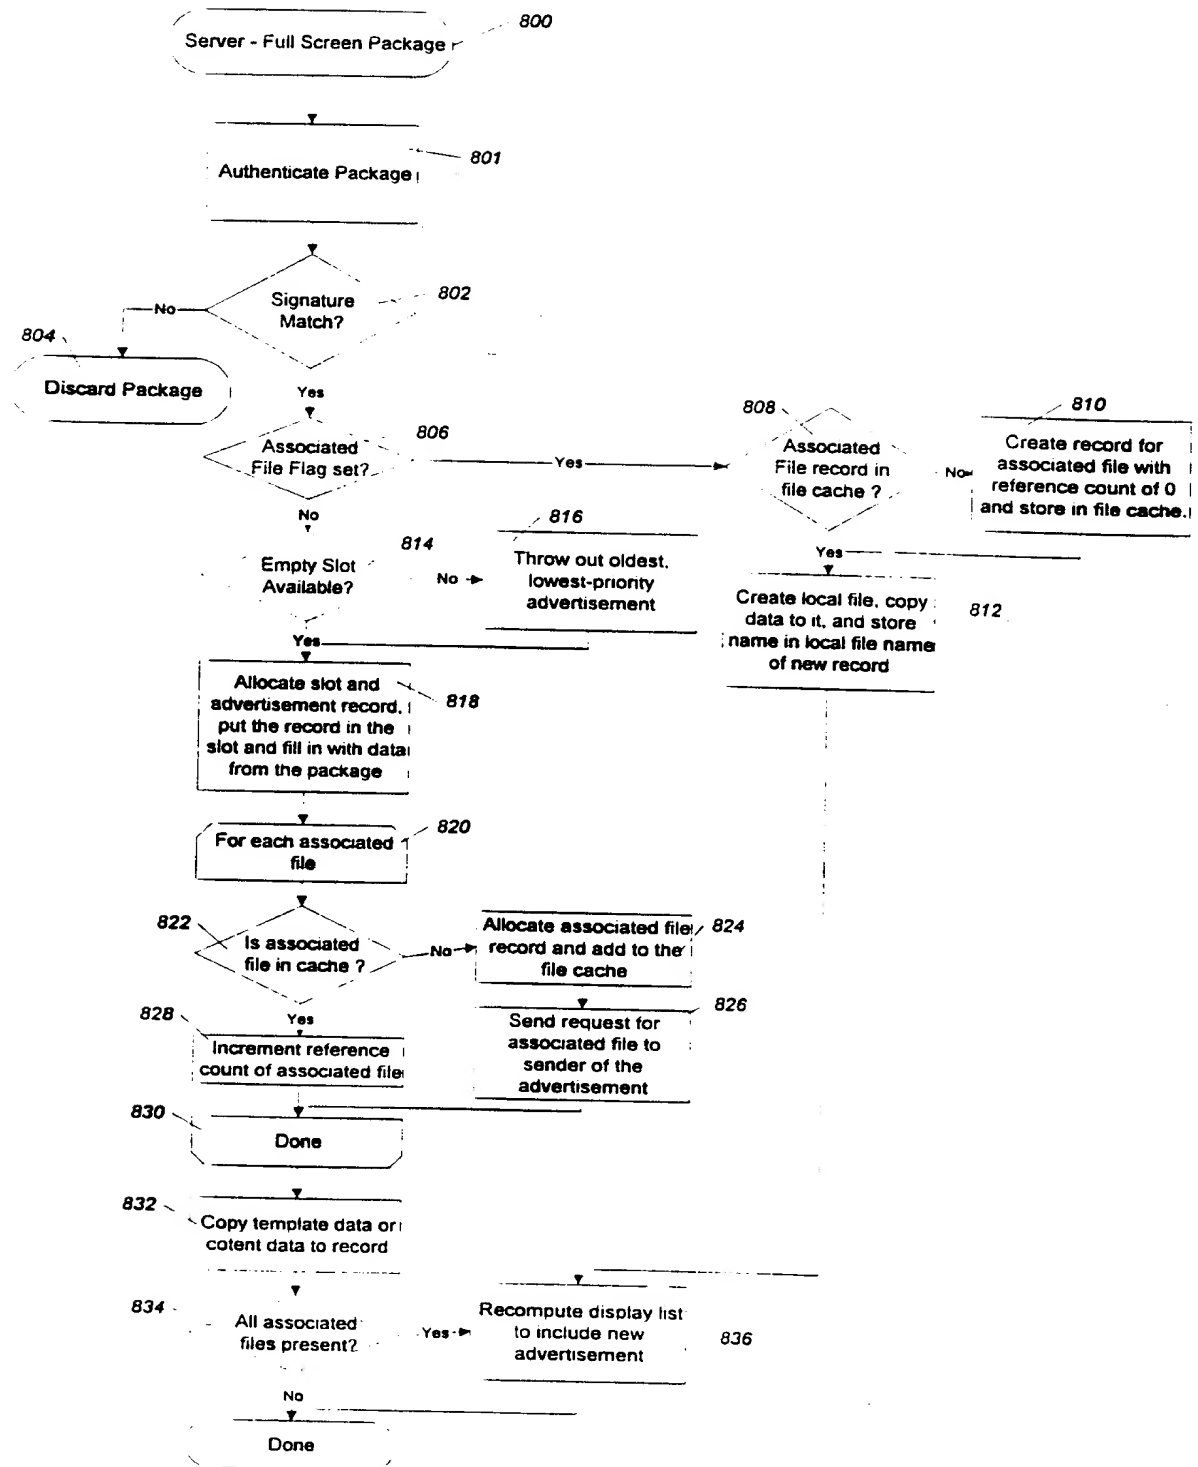 800
Server - Full Screen Package
801
Authenticate Package
802
Signature
Match?
No
804
Discard Package
Yes
806
Associated
File Flag set?
Yes
808
Associated
File record in
file cache ?
No
810
Create record for
associated file with
reference count of 0
and store in file cache.
No
814
Empty Slot
Available?
No
816
Throw out oldest,
lowest-priority
advertisement
Yes
Create local file, copy
data to it, and store
name in local file name
of new record
812
Yes
Allocate slot and
advertisement record,
put the record in the
slot and fill in with data
from the package
818
For each associated
file
820
822
Is associated
file in cache ?
No
Allocate associated file
record and add to the
file cache
824
826
Send request for
associated file to
sender of the
advertisement
Yes
828
Increment reference
count of associated file
830
Done
832
Copy template data or
cotent data to record
834
All associated
files present?
Yes
Recompute display list
to include new
advertisement
836
No
Done